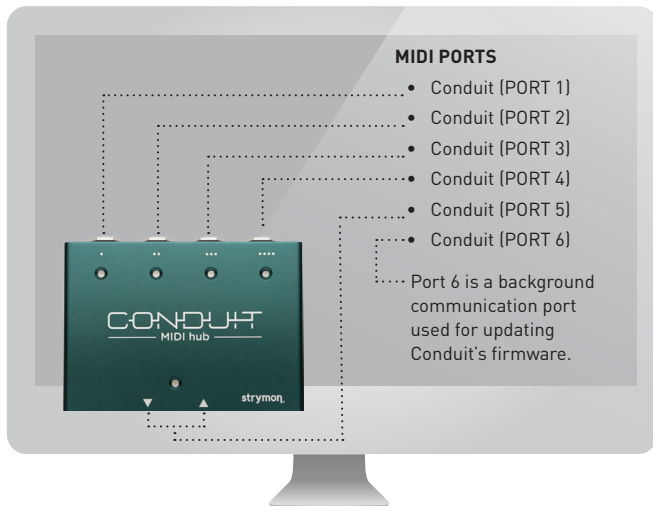 MIDI PORTS
• Conduit (PORT 1)
• Conduit (PORT 2)
• Conduit (PORT 3)
• Conduit (PORT 4)
• Conduit (PORT 5)
• Conduit (PORT 6)
Port 6 is a background
communication port
used for updating
Conduit's firmware.
CONDUIT
MIDI hub
strymon.